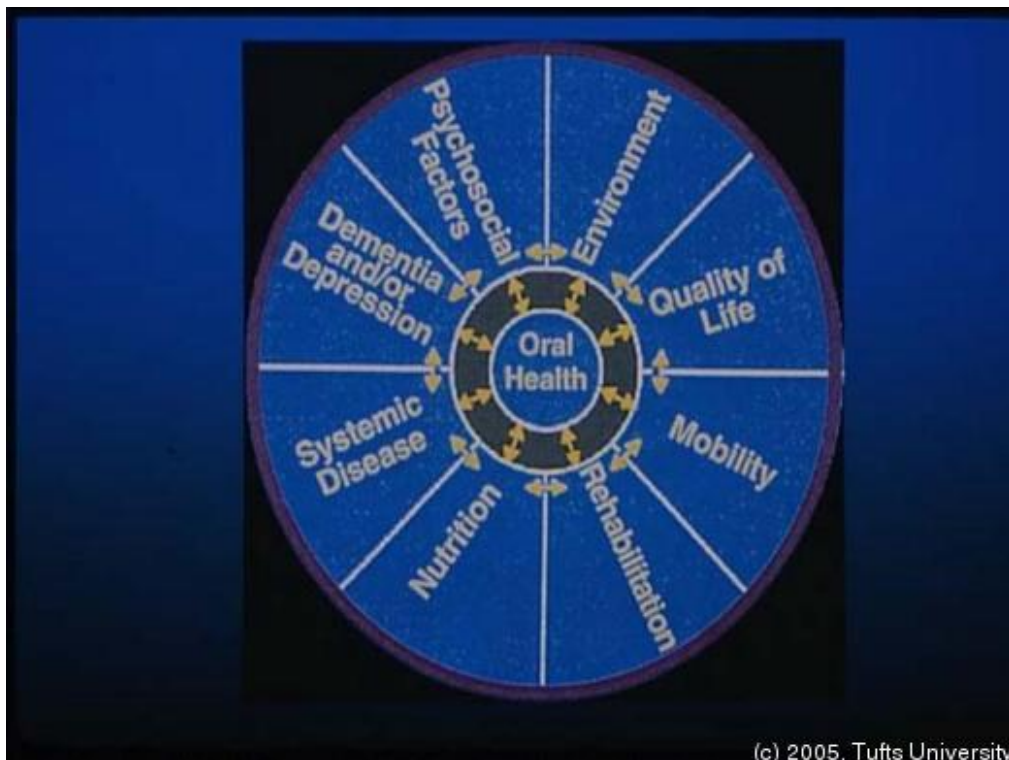 Psychosocial
Factors
Environment
Dementia
and/or
Depression
Quality of
Life
Oral
Health
Systemic
Disease
Mobility
Nutrition
Rehabilitation
(c) 2005, Tufts University